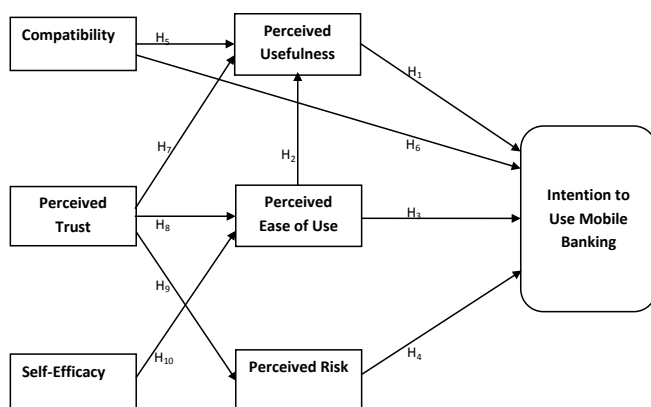 Compatibility
H₅
Perceived
Usefulness
H₁
H₇
H₂
H₆
Perceived
Trust
H₈
Perceived
Ease of Use
H₃
Intention to
Use Mobile
Banking
H₉
Self-Efficacy
H₁₀
Perceived Risk
H₄